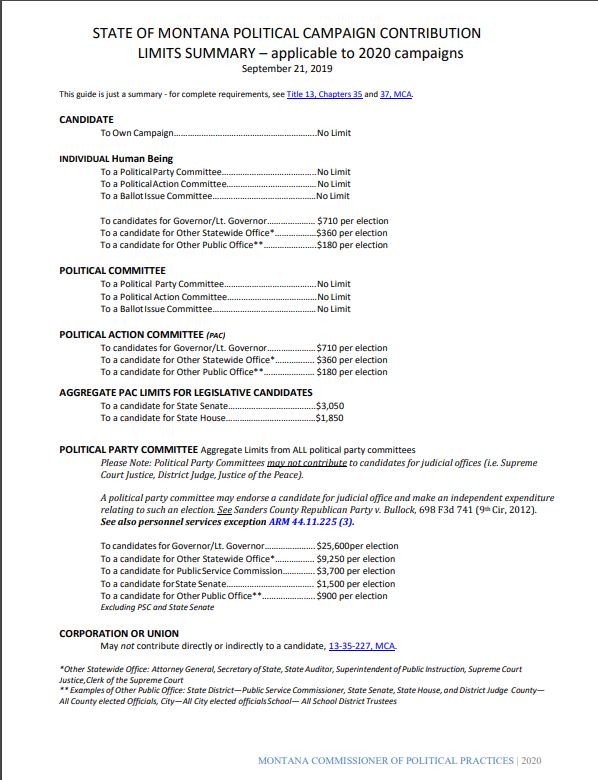 STATE OF MONTANA POLITICAL CAMPAIGN CONTRIBUTION
LIMITS SUMMARY – applicable to 2020 campaigns
September 21, 2019
This guide is just a summary - for complete requirements, see Title 13, Chapters 35 and 37, MCA.
CANDIDATE
To Own Campaign..................................................No Limit
INDIVIDUAL Human Being
To a Political Party Committee..................................No Limit
To a Political Action Committee.................................No Limit
To a Ballot Issue Committee.....................................No Limit
To candidates for Governor/Lt. Governor.................. $710 per election
To a candidate for Other Statewide Office*...............$360 per election
To a candidate for Other Public Office**...................$180 per election
POLITICAL COMMITTEE
To a Political Party Committee.................................No Limit
To a Political Action Committee................................No Limit
To a Ballot Issue Committee.....................................No Limit
POLITICAL ACTION COMMITTEE (PAC)
To candidates for Governor/Lt. Governor.................. $710 per election
To a candidate for Other Statewide Office*............... $360 per election
To a candidate for Other Public Office**................... $180 per election
AGGREGATE PAC LIMITS FOR LEGISLATIVE CANDIDATES
To a candidate for State Senate...............................$3,050
To a candidate for State House................................$1,850
POLITICAL PARTY COMMITTEE Aggregate Limits from ALL political party committees
Please Note: Political Party Committees may not contribute to candidates for judicial offices (i.e. Supreme
Court Justice, District Judge, Justice of the Peace).
A political party committee may endorse a candidate for judicial office and make an independent expenditure
relating to such an election. See Sanders County Republican Party v. Bullock, 698 F3d 741 (9th Cir, 2012).
See also personnel services exception ARM 44.11.225 (3).
To candidates for Governor/Lt. Governor..................$25,600per election
To a candidate for Other Statewide Office*...............$9,250 per election
To a candidate for Public Service Commission............$3,700 per election
To a candidate for State Senate............................... $1,500 per election
To a candidate for Other Public Office**................... $900 per election
Excluding PSC and State Senate
CORPORATION OR UNION
May not contribute directly or indirectly to a candidate, 13-35-227, MCA.
*Other Statewide Office: Attorney General, Secretary of State, State Auditor, Superintendent of Public Instruction, Supreme Court
Justice,Clerk of the Supreme Court
** Examples of Other Public Office: State District—Public Service Commissioner, State Senate, State House, and District Judge County—
All County elected Officials, City—All City elected officials School— All School District Trustees
MONTANA COMMISSIONER OF POLITICAL PRACTICES | 2020